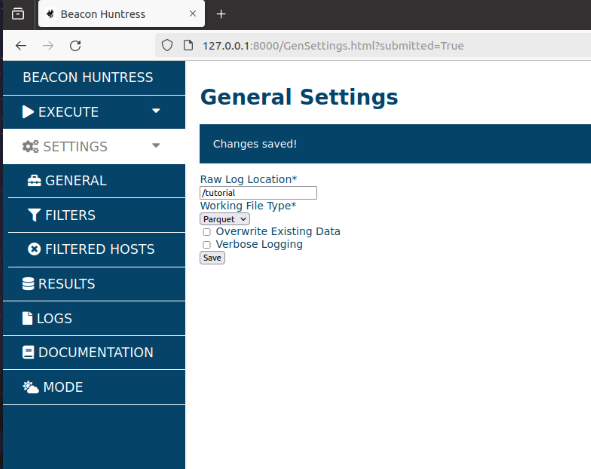 Beacon Huntress
127.0.0.1:8000/GenSettings.html?submitted=True
BEACON HUNTRESS
EXECUTE
SETTINGS
GENERAL
FILTERS
FILTERED HOSTS
RESULTS
LOGS
DOCUMENTATION
MODE
General Settings
Changes saved!
Raw Log Location*
/tutorial
Working File Type*
Parquet
Overwrite Existing Data
Verbose Logging
Save